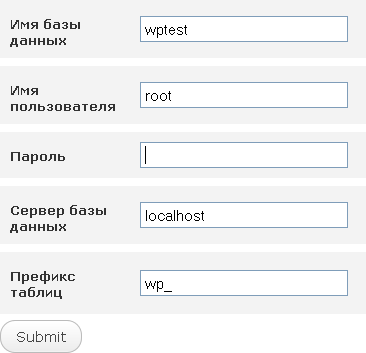 Имя базы
данных
wptest
Имя
пользователя
root
Пароль
Сервер базы
данных
localhost
Префикс
таблиц
wp_
Submit